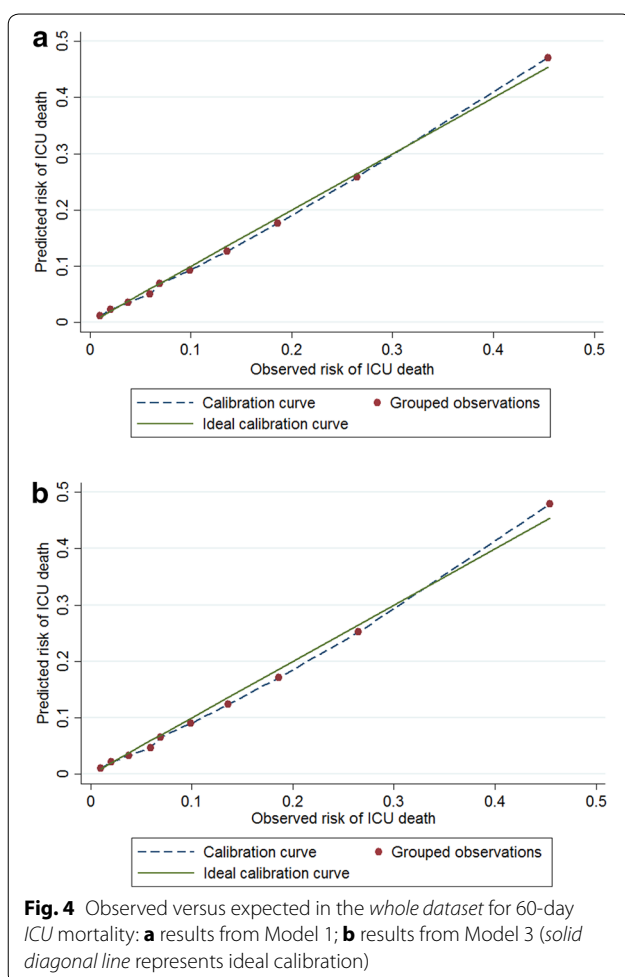 a
0.5
0.4
0.3
0.2
0.1
0
Predicted risk of ICU death
0 0.1 0.2 0.3 0.4 0.5
Observed risk of ICU death
Calibration curve Grouped observations
Ideal calibration curve
b
0.5
0.4
0.3
0.2
0.1
0
Predicted risk of ICU death
0 0.1 0.2 0.3 0.4 0.5
Observed risk of ICU death
Calibration curve Grouped observations
Ideal calibration curve
Fig. 4 Observed versus expected in the whole dataset for 60-day
ICU mortality: a results from Model 1; b results from Model 3 (solid
diagonal line represents ideal calibration)